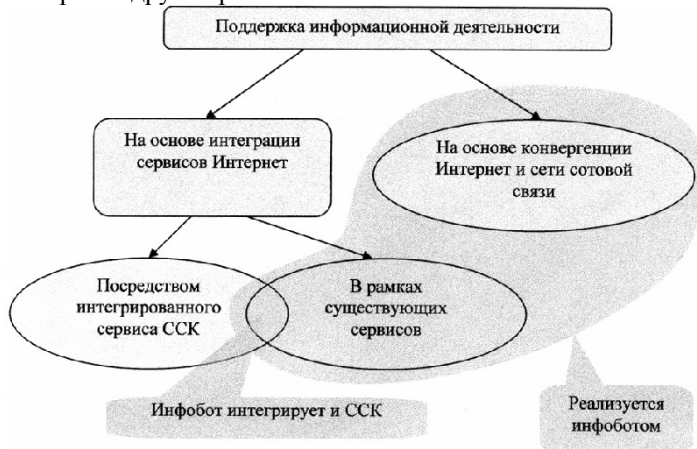 Поддержка информационной деятельности
На основе интеграции
сервисов Интернет
На основе конвергенции
Интернет и сети сотовой
связи
Посредством
интегрированного
сервиса ССК
В рамках
существующих
сервисов
Инфобот интегрирует и ССК
Реализуется
инфоботом